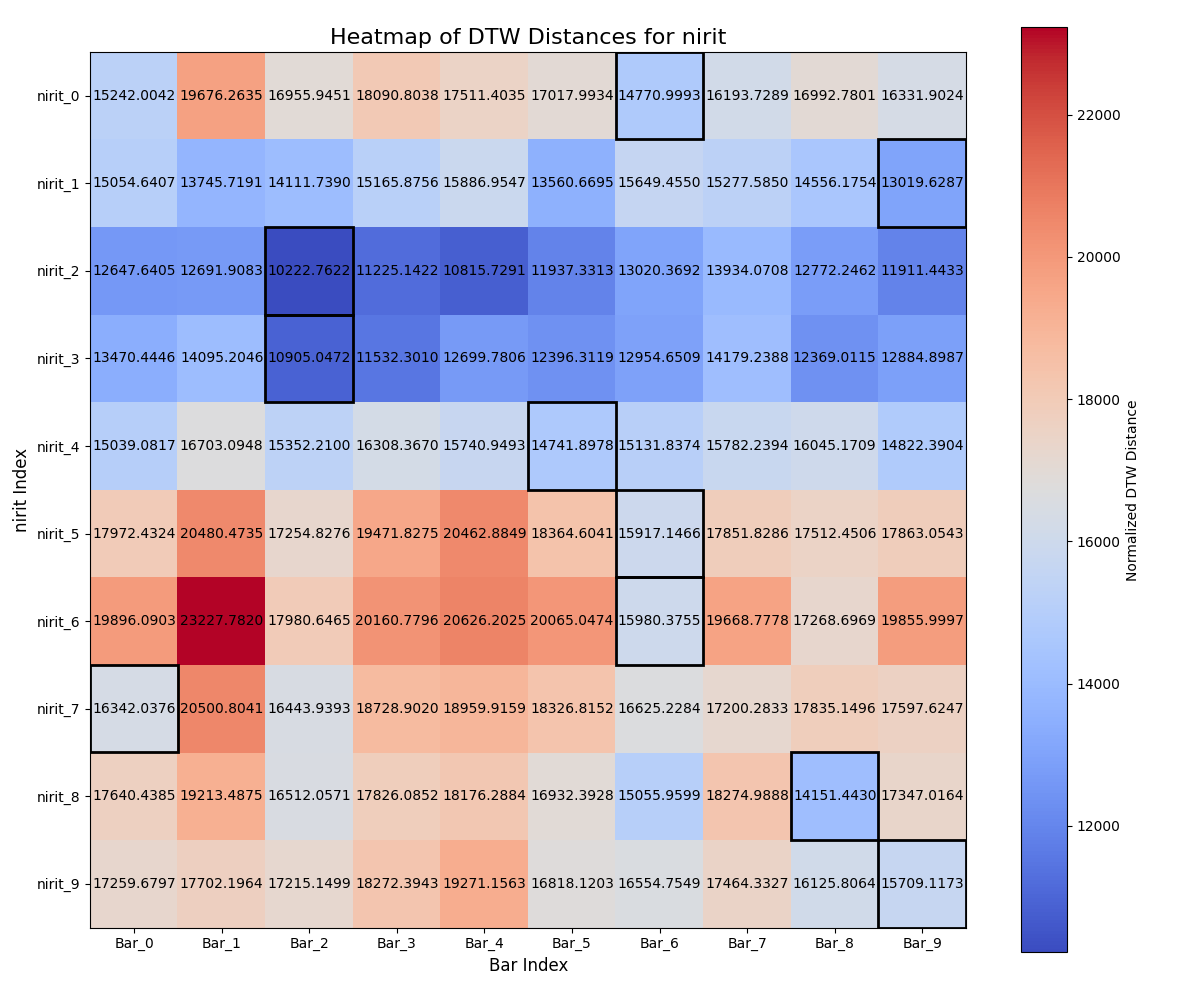 Heatmap of DTW Distances for nirit
nirit_0 15242.0042 19676.2635 16955.9451 18090.8038 17511.4035 17017.9934 14770.9993 16193.7289 16992.7801 16331.9024
nirit_1 15054.6407 13745.7191 14111.7390 15165.8756 15886.9547 13560.6695 15649.4550 15277.5850 14556.1754 13019.6287
nirit_2 12647.6405 12691.9083 10222.7622 11225.1422 10815.7291 11937.3313 13020.3692 13934.0708 12772.2462 11911.4433
nirit_3 13470.4446 14095.2046 10905.0472 11532.3010 12699.7806 12396.3119 12954.6509 14179.2388 12369.0115 12884.8987
nirit_4 15039.0817 16703.0948 15352.2100 16308.3670 15740.9493 14741.8978 15131.8374 15782.2394 16045.1709 14822.3904
nirit_5 17972.4324 20480.4735 17254.8276 19471.8275 20462.8849 18364.6041 15917.1466 17851.8286 17512.4506 17863.0543
nirit_6 19896.0903 23227.7820 17980.6465 20160.7796 20626.2025 20065.0474 15980.3755 19668.7778 17268.6969 19855.9997
nirit_7 16342.0376 20500.8041 16443.9393 18728.9020 18959.9159 18326.8152 16625.2284 17200.2833 17835.1496 17597.6247
nirit_8 17640.4385 19213.4875 16512.0571 17826.0852 18176.2884 16932.3928 15055.9599 18274.9888 14151.4430 17347.0164
nirit_9 17259.6797 17702.1964 17215.1499 18272.3943 19271.1563 16818.1203 16554.7549 17464.3327 16125.8064 15709.1173
Bar_0 Bar_1 Bar_2 Bar_3 Bar_4 Bar_5 Bar_6 Bar_7 Bar_8 Bar_9
Bar Index
nirit Index
22000
20000
18000
16000
14000
12000
Normalized DTW Distance